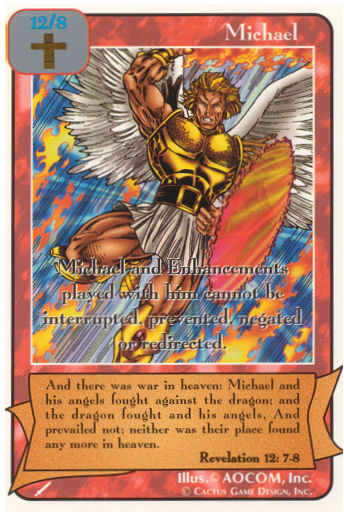 12/8
Michael
Michael and Enhancements
played with him cannot be
interrupted, prevented, negated
or redirected.
And there was war in heaven: Michael and
his angels fought against the dragon; and
the dragon fought and his angels, And
prevailed not; neither was their place found
any more in heaven.
Revelation 12: 7-8
Illus.© AOCOM, Inc.
© Cactus Game Design, Inc.